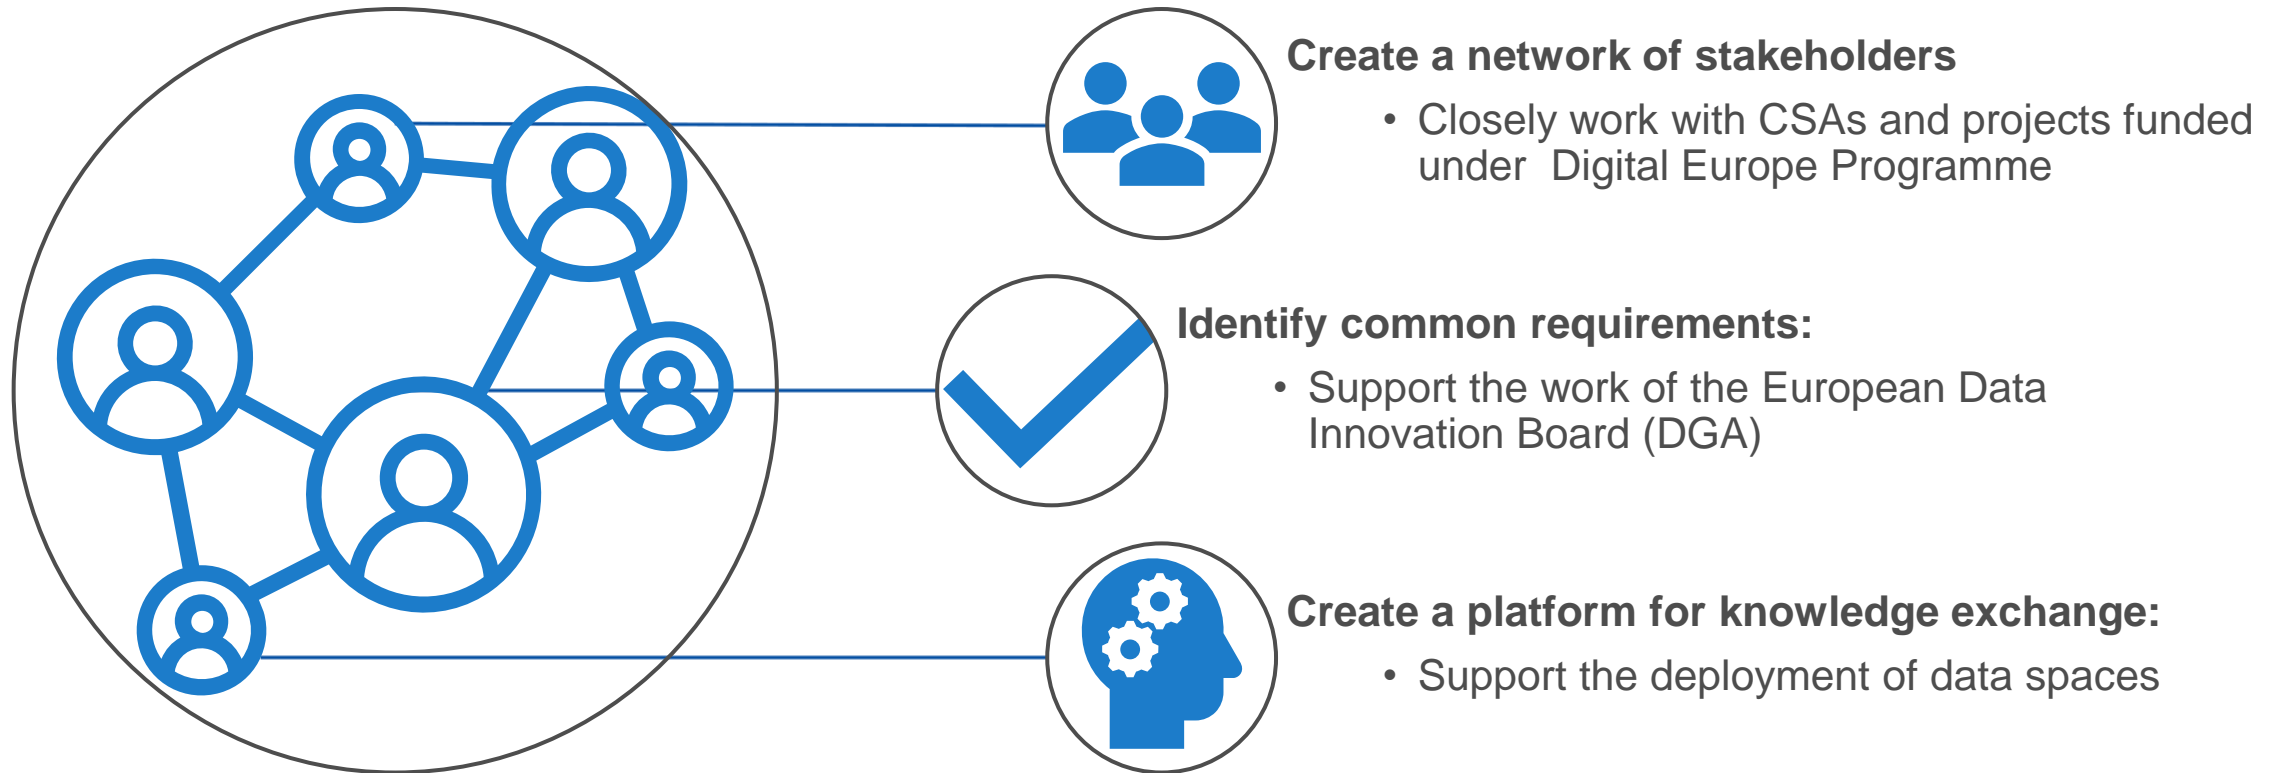 Create a network of stakeholders
• Closely work with CSAs and projects funded
under  Digital Europe Programme
Identify common requirements:
• Support the work of the European Data
Innovation Board (DGA)
Create a platform for knowledge exchange:
• Support the deployment of data spaces